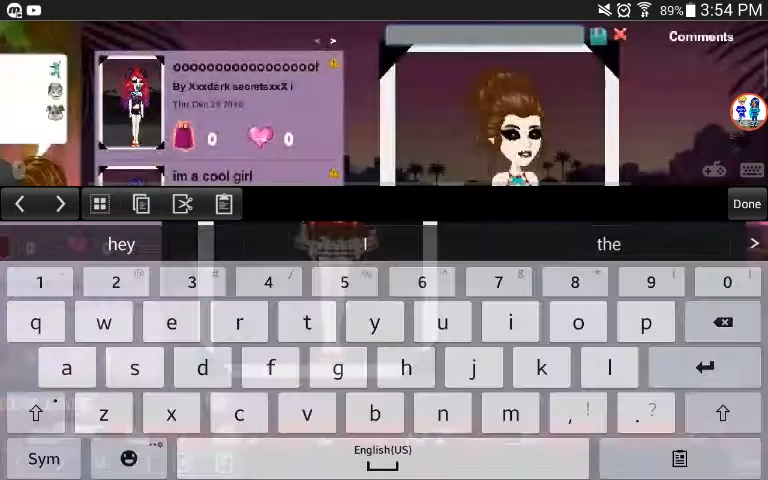 89% 3:54 PM
< >
Comments
ooooooooooooooooof
By Xxxdark secretsxxX i
Thu Dec 29 2016
0 0
im a cool girl
Done
hey I the >
1 2 3 4 5 6 7 8 9 0
q w e r t y u i o p
a s d f g h j k l
z x c v b n m , ! . ?
Sym English(US)